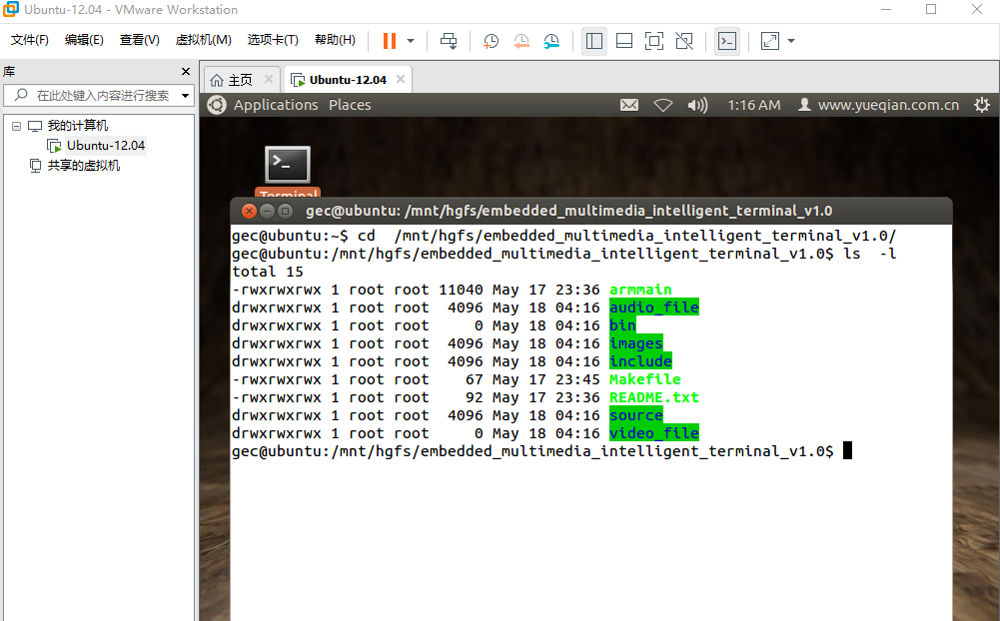 Ubuntu-12.04 - VMware Workstation
文件(F) 编辑(E) 查看(V) 虚拟机(M) 选项卡(T) 帮助(H)
库
在此处键入内容进行搜索
我的计算机
Ubuntu-12.04
共享的虚拟机
主页 Ubuntu-12.04
Applications Places 1:16 AM www.yueqian.com.cn
Terminal
gec@ubuntu: /mnt/hgfs/embedded_multimedia_intelligent_terminal_v1.0
gec@ubuntu:~$ cd  /mnt/hgfs/embedded_multimedia_intelligent_terminal_v1.0/
gec@ubuntu:/mnt/hgfs/embedded_multimedia_intelligent_terminal_v1.0$ ls  -l
total 15
-rwxrwxrwx 1 root root 11040 May 17 23:36 armmain
drwxrwxrwx 1 root root  4096 May 18 04:16 audio_file
drwxrwxrwx 1 root root     0 May 18 04:16 bin
drwxrwxrwx 1 root root  4096 May 18 04:16 images
drwxrwxrwx 1 root root  4096 May 18 04:16 include
-rwxrwxrwx 1 root root    67 May 17 23:45 Makefile
-rwxrwxrwx 1 root root    92 May 17 23:36 README.txt
drwxrwxrwx 1 root root  4096 May 18 04:16 source
drwxrwxrwx 1 root root     0 May 18 04:16 video_file
gec@ubuntu:/mnt/hgfs/embedded_multimedia_intelligent_terminal_v1.0$